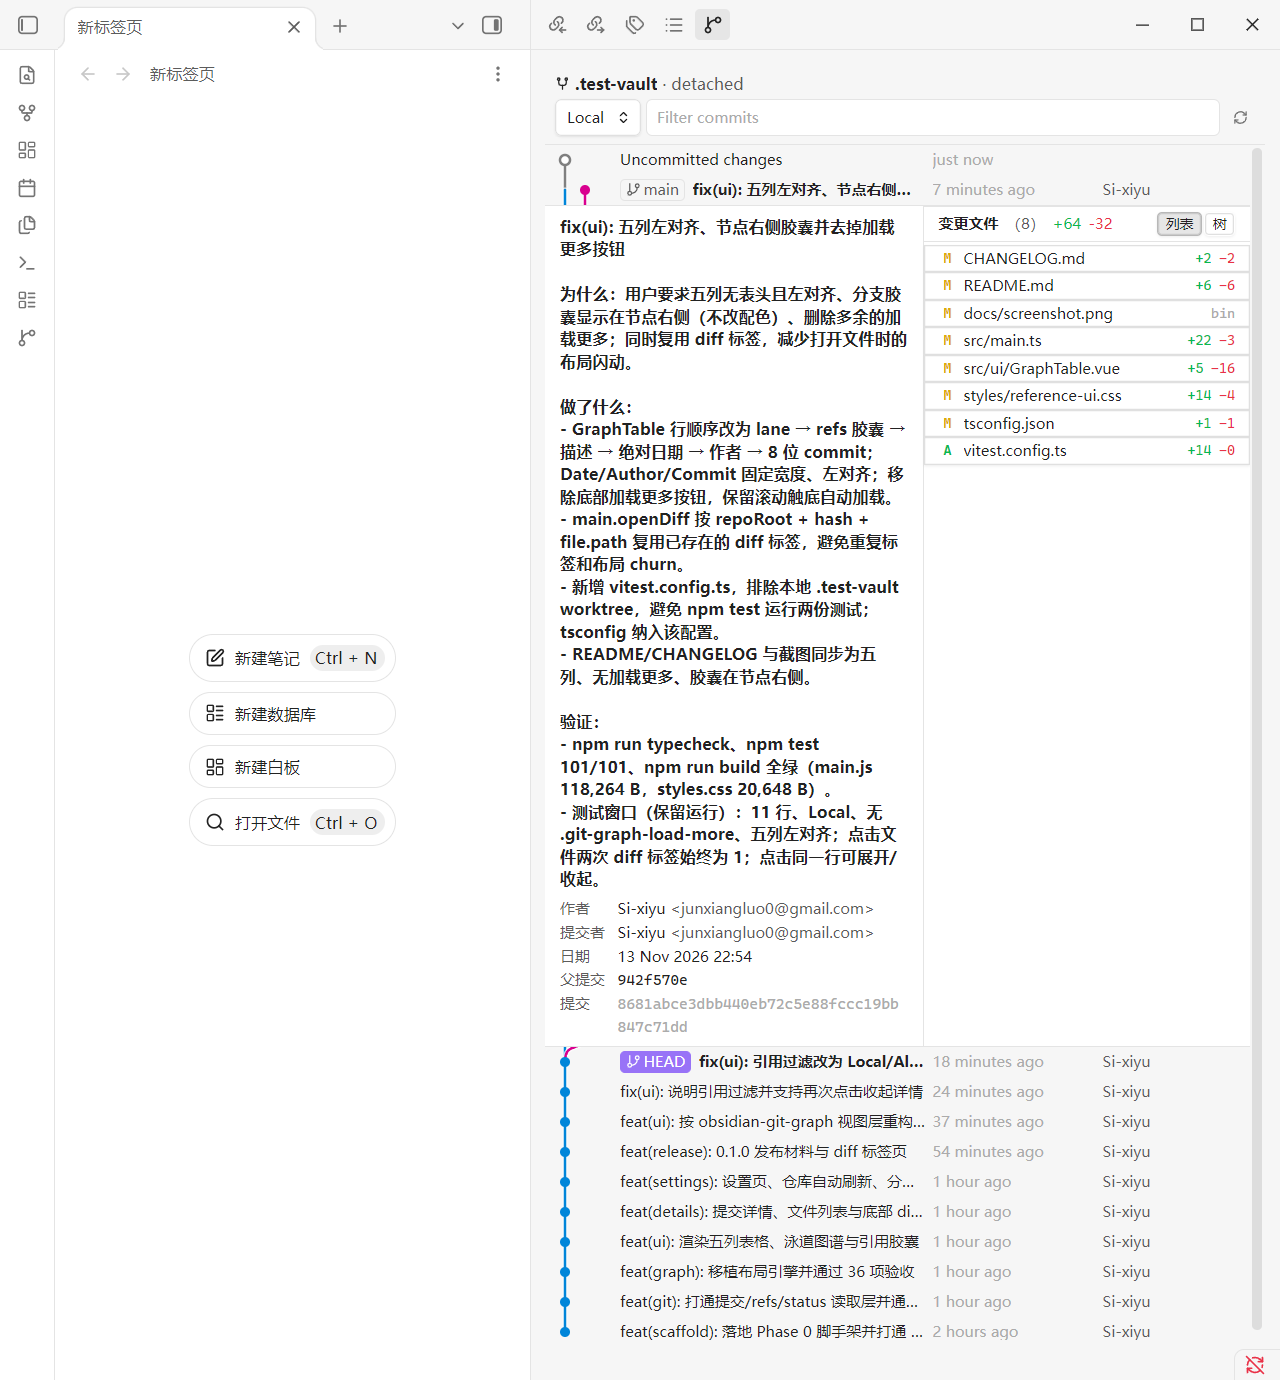 新标签页
新标签页
新建笔记 Ctrl + N
新建数据库
新建白板
打开文件 Ctrl + O
.test-vault · detached
Local
Filter commits
Uncommitted changes just now
main fix(ui): 五列左对齐、节点右侧... 7 minutes ago Si-xiyu
fix(ui): 五列左对齐、节点右侧胶囊并去掉加载
更多按钮
为什么：用户要求五列无表头且左对齐、分支胶
囊显示在节点右侧（不改配色）、删除多余的加
载更多；同时复用 diff 标签，减少打开文件时的
布局闪动。
做了什么：
- GraphTable 行顺序改为 lane → refs 胶囊 →
描述 → 绝对日期 → 作者 → 8 位 commit；
Date/Author/Commit 固定宽度、左对齐；移
除底部加载更多按钮，保留滚动触底自动加载。
- main.openDiff 按 repoRoot + hash +
file.path 复用已存在的 diff 标签，避免重复标
签和布局 churn。
- 新增 vitest.config.ts，排除本地 .test-vault
worktree，避免 npm test 运行两份测试；
tsconfig 纳入该配置。
- README/CHANGELOG 与截图同步为五
列、无加载更多、胶囊在节点右侧。
验证：
- npm run typecheck、npm test
101/101、npm run build 全绿（main.js
118,264 B，styles.css 20,648 B）。
- 测试窗口（保留运行）：11 行、Local、无
.git-graph-load-more、五列左对齐；点击文
件两次 diff 标签始终为 1；点击同一行可展开/
收起。
作者 Si-xiyu <junxiangluo0@gmail.com>
提交者 Si-xiyu <junxiangluo0@gmail.com>
日期 13 Nov 2026 22:54
父提交 942f570e
提交 8681abce3dbb440eb72c5e88fccc19bb
847c71dd
变更文件 (8) +64 -32 列表 树
M CHANGELOG.md +2 −2
M README.md +6 −6
M docs/screenshot.png bin
M src/main.ts +22 −3
M src/ui/GraphTable.vue +5 −16
M styles/reference-ui.css +14 −4
M tsconfig.json +1 −1
A vitest.config.ts +14 −0
HEAD fix(ui): 引用过滤改为 Local/Al... 18 minutes ago Si-xiyu
fix(ui): 说明引用过滤并支持再次点击收起详情 24 minutes ago Si-xiyu
feat(ui): 按 obsidian-git-graph 视图层重构... 37 minutes ago Si-xiyu
feat(release): 0.1.0 发布材料与 diff 标签页 54 minutes ago Si-xiyu
feat(settings): 设置页、仓库自动刷新、分... 1 hour ago Si-xiyu
feat(details): 提交详情、文件列表与底部 di... 1 hour ago Si-xiyu
feat(ui): 渲染五列表格、泳道图谱与引用胶囊 1 hour ago Si-xiyu
feat(graph): 移植布局引擎并通过 36 项验收 1 hour ago Si-xiyu
feat(git): 打通提交/refs/status 读取层并通... 1 hour ago Si-xiyu
feat(scaffold): 落地 Phase 0 脚手架并打通 ... 2 hours ago Si-xiyu